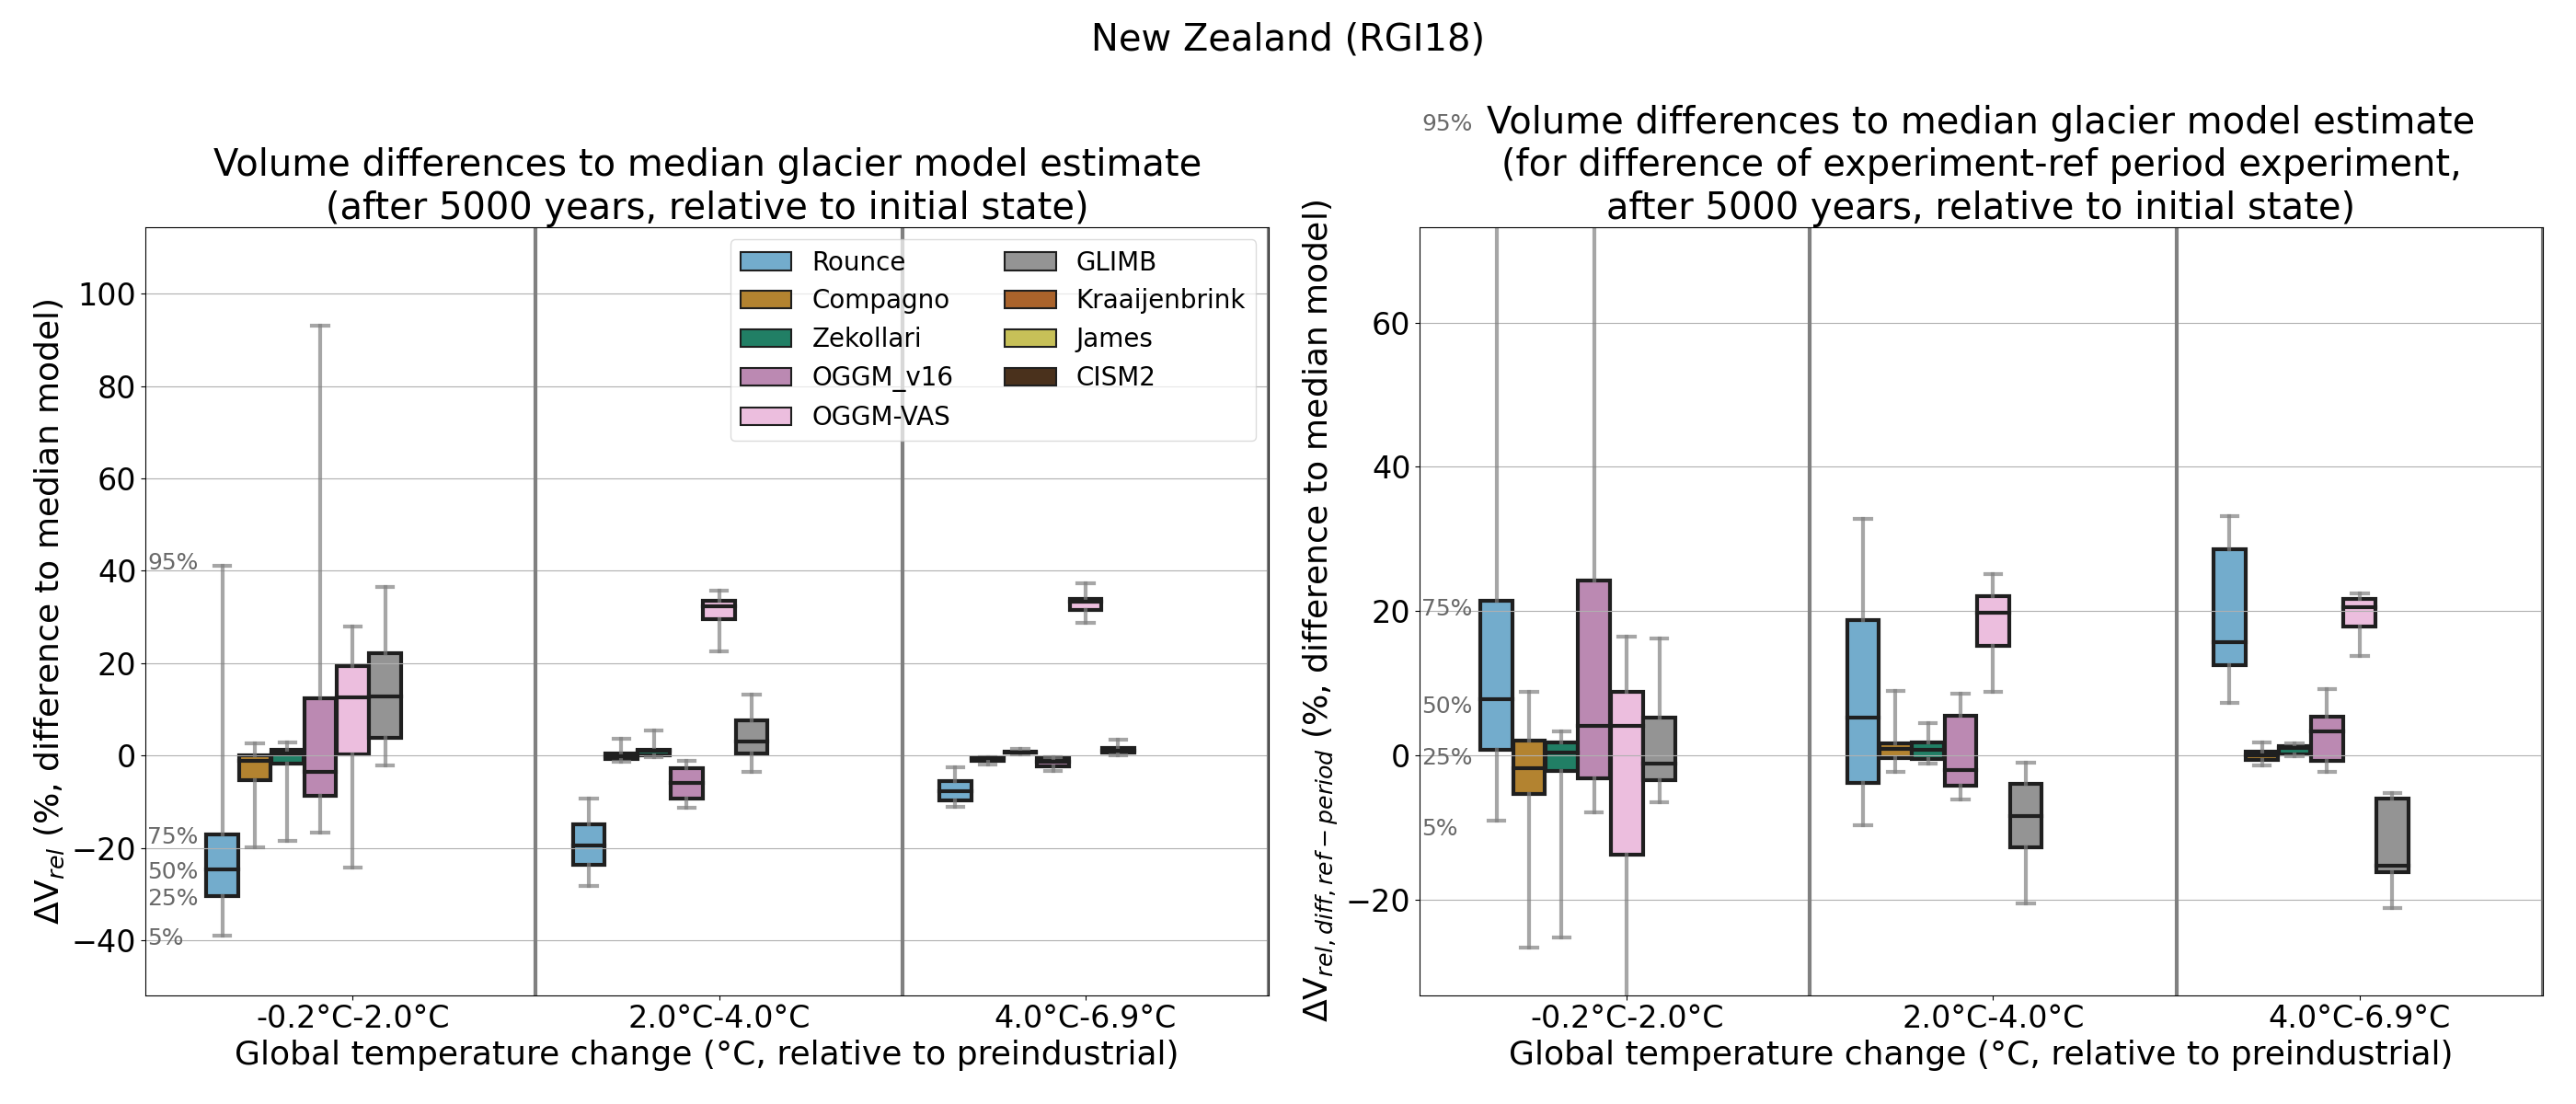 New Zealand (RGI18)
Volume differences to median glacier model estimate
(after 5000 years, relative to initial state)
ΔV_rel (%, difference to median model)
100
80
60
40
20
0
−20
−40
95%
75%
50%
25%
5%
Rounce
Compagno
Zekollari
OGGM_v16
OGGM-VAS
GLIMB
Kraaijenbrink
James
CISM2
-0.2°C-2.0°C
2.0°C-4.0°C
4.0°C-6.9°C
Global temperature change (°C, relative to preindustrial)
95%
Volume differences to median glacier model estimate
(for difference of experiment-ref period experiment,
after 5000 years, relative to initial state)
ΔV_rel, diff, ref − period (%, difference to median model)
60
40
20
0
−20
75%
50%
25%
5%
-0.2°C-2.0°C
2.0°C-4.0°C
4.0°C-6.9°C
Global temperature change (°C, relative to preindustrial)